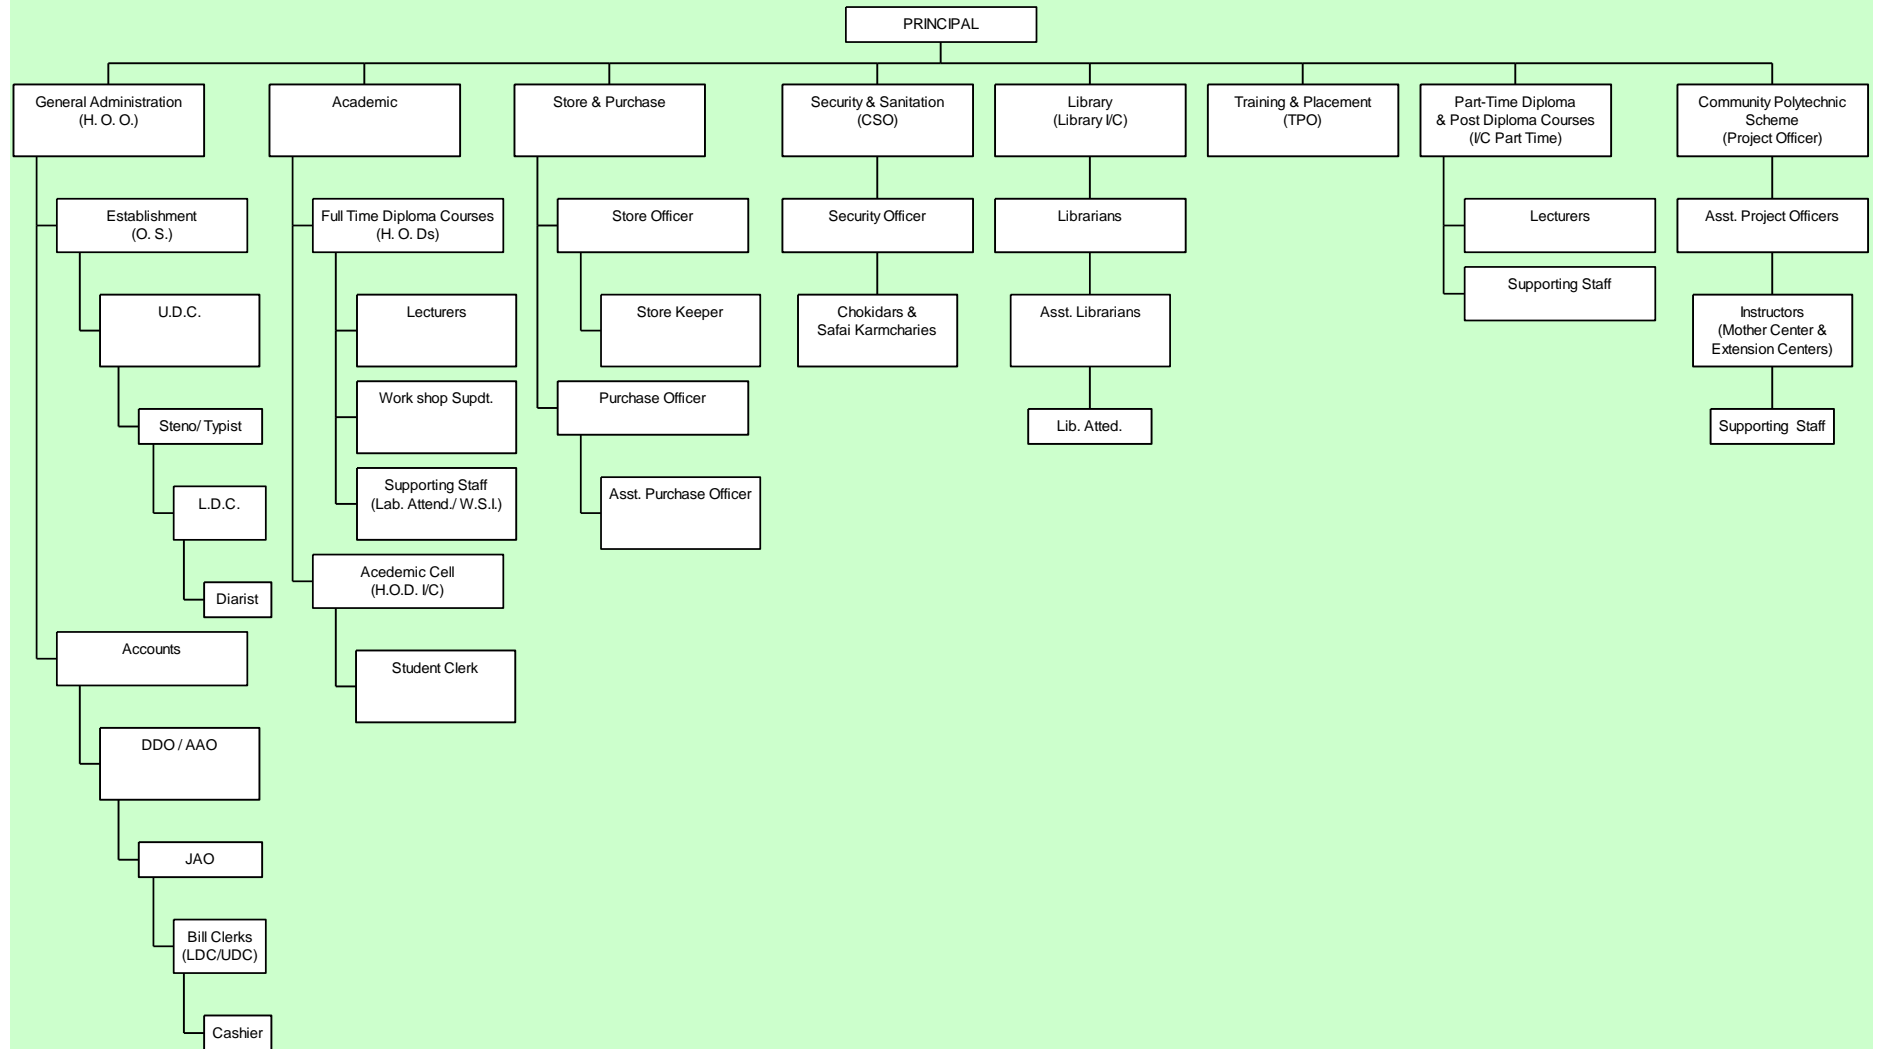 PRINCIPAL
General Administration
(H. O. O.)
Academic
Store & Purchase
Security & Sanitation
(CSO)
Library
(Library I/C)
Training & Placement
(TPO)
Part-Time Diploma
& Post Diploma Courses
(I/C Part Time)
Community Polytechnic
Scheme
(Project Officer)
Establishment
(O. S.)
U.D.C.
Steno/ Typist
L.D.C.
Diarist
Accounts
DDO / AAO
JAO
Bill Clerks
(LDC/UDC)
Cashier
Full Time Diploma Courses
(H. O. Ds)
Lecturers
Work shop Supdt.
Supporting Staff
(Lab. Attend./ W.S.I.)
Acedemic Cell
(H.O.D. I/C)
Student Clerk
Store Officer
Store Keeper
Purchase Officer
Asst. Purchase Officer
Security Officer
Chokidars &
Safai Karmcharies
Librarians
Asst. Librarians
Lib. Atted.
Lecturers
Supporting Staff
Asst. Project Officers
Instructors
(Mother Center &
Extension Centers)
Supporting Staff